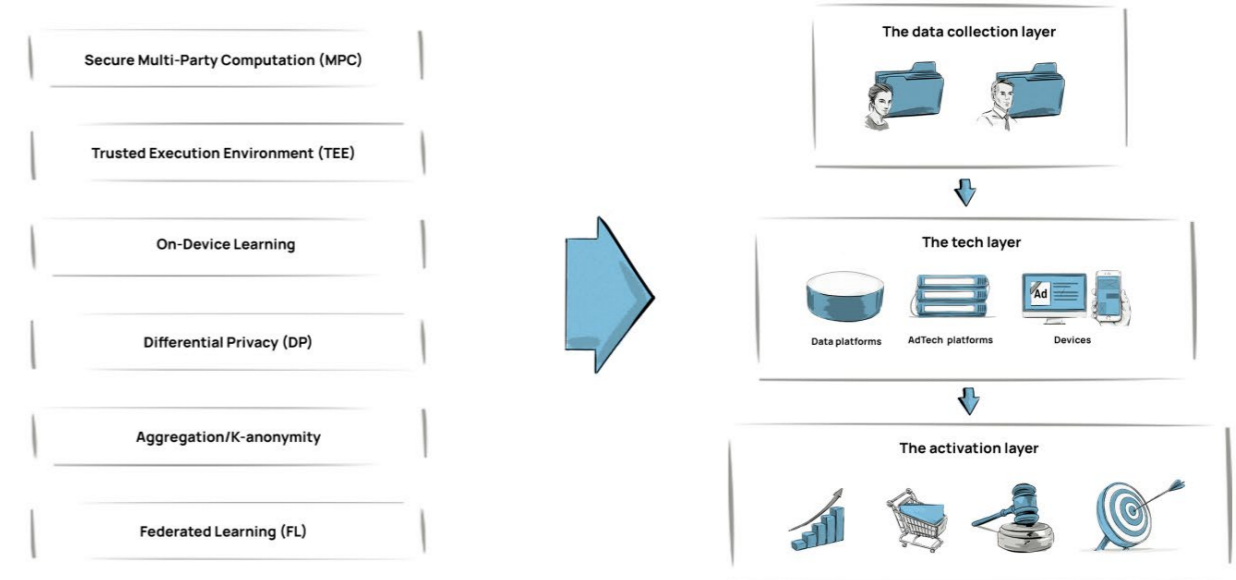 Secure Multi-Party Computation (MPC)
Trusted Execution Environment (TEE)
On-Device Learning
Differential Privacy (DP)
Aggregation/K-anonymity
Federated Learning (FL)
The data collection layer
The tech layer
Ad
Data platforms
AdTech platforms
Devices
The activation layer